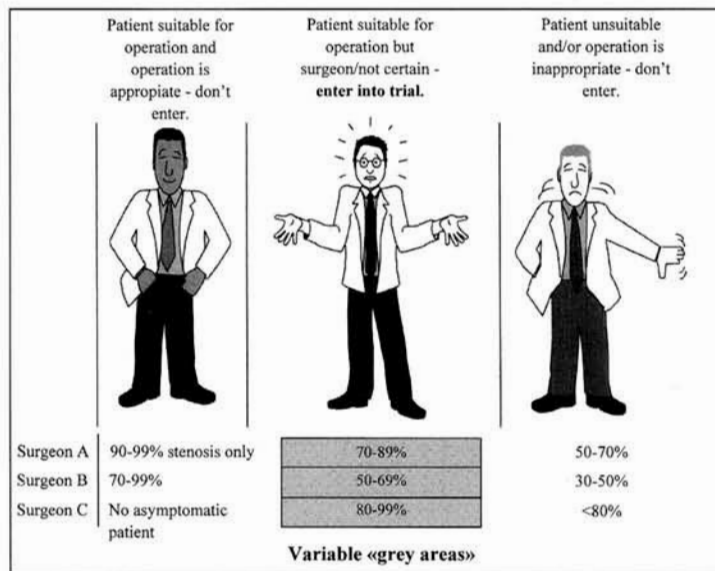 Patient suitable for
operation and
operation is
appropiate - don't
enter.
Patient suitable for
operation but
surgeon/not certain -
enter into trial.
Patient unsuitable
and/or operation is
inappropriate - don't
enter.
Surgeon A 90-99% stenosis only 70-89% 50-70%
Surgeon B 70-99% 50-69% 30-50%
Surgeon C No asymptomatic 80-99% <80%
patient
Variable «grey areas»